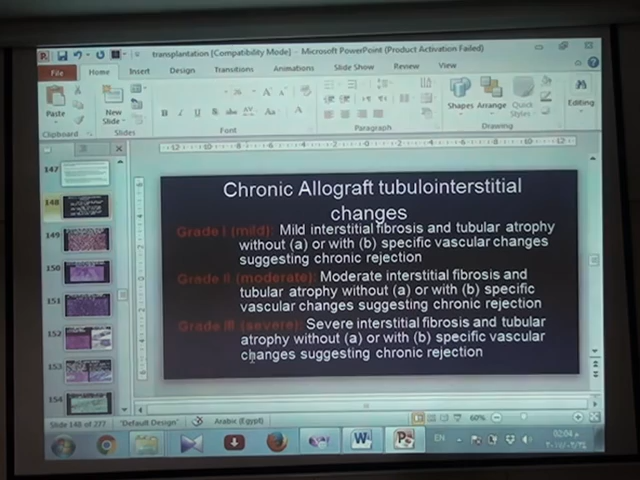 transplantation [Compatibility Mode] - Microsoft PowerPoint (Product Activation Failed)
File Home Insert Design Transitions Animations Slide Show Review View
Paste
New
Slide
Shapes Arrange Quick
Styles
Editing
Clipboard Slides Font Paragraph Drawing
147
148
149
150
151
152
153
154
Chronic Allograft tubulointerstitial
changes
Grade I (mild): Mild interstitial fibrosis and tubular atrophy
without (a) or with (b) specific vascular changes
suggesting chronic rejection
Grade II (moderate): Moderate interstitial fibrosis and
tubular atrophy without (a) or with (b) specific
vascular changes suggesting chronic rejection
Grade III (severe): Severe interstitial fibrosis and tubular
atrophy without (a) or with (b) specific vascular
changes suggesting chronic rejection
Slide 148 of 277 "Default Design" Arabic (Egypt) 60%
EN